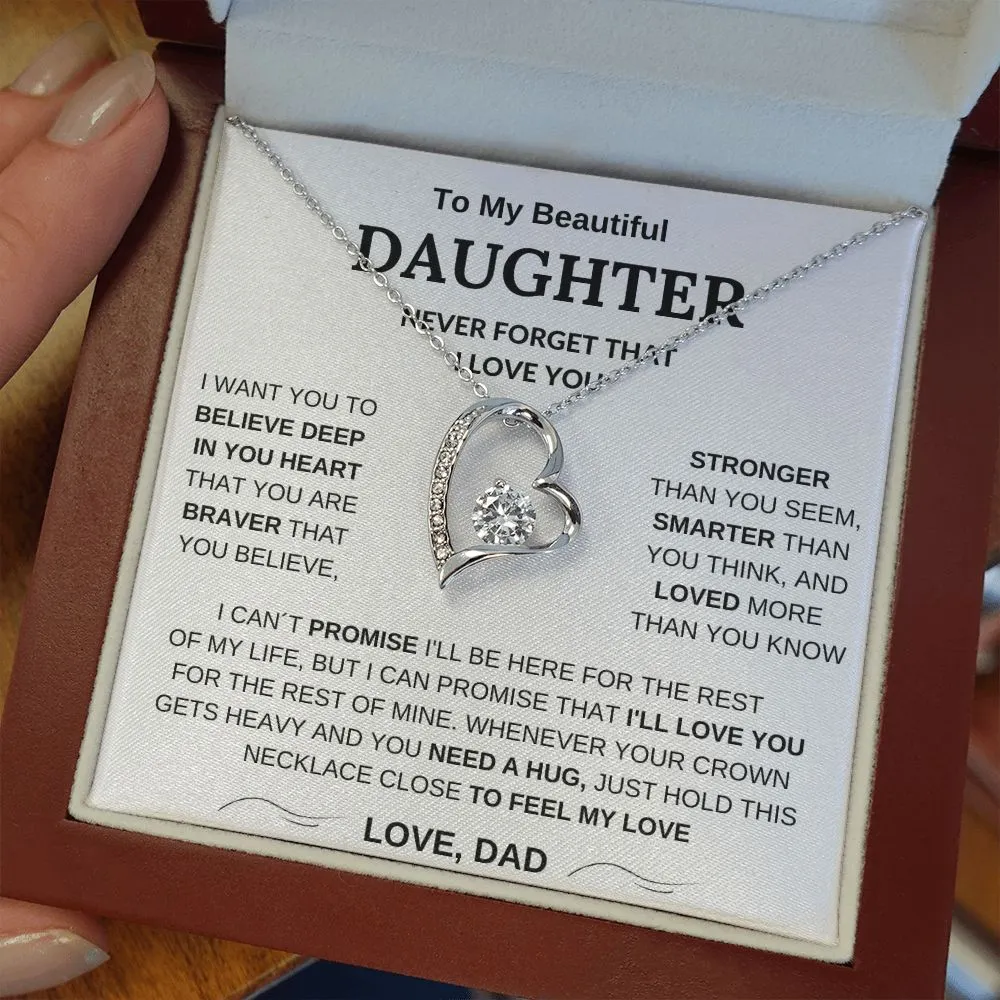 To My Beautiful
DAUGHTER
NEVER FORGET THAT
I LOVE YOU
I WANT YOU TO
BELIEVE DEEP
IN YOU HEART
THAT YOU ARE
BRAVER THAT
YOU BELIEVE,
STRONGER
THAN YOU SEEM,
SMARTER THAN
YOU THINK, AND
LOVED MORE
THAN YOU KNOW
I CAN´T PROMISE I'LL BE HERE FOR THE REST
OF MY LIFE, BUT I CAN PROMISE THAT I'LL LOVE YOU
FOR THE REST OF MINE. WHENEVER YOUR CROWN
GETS HEAVY AND YOU NEED A HUG, JUST HOLD THIS
NECKLACE CLOSE TO FEEL MY LOVE
LOVE, DAD